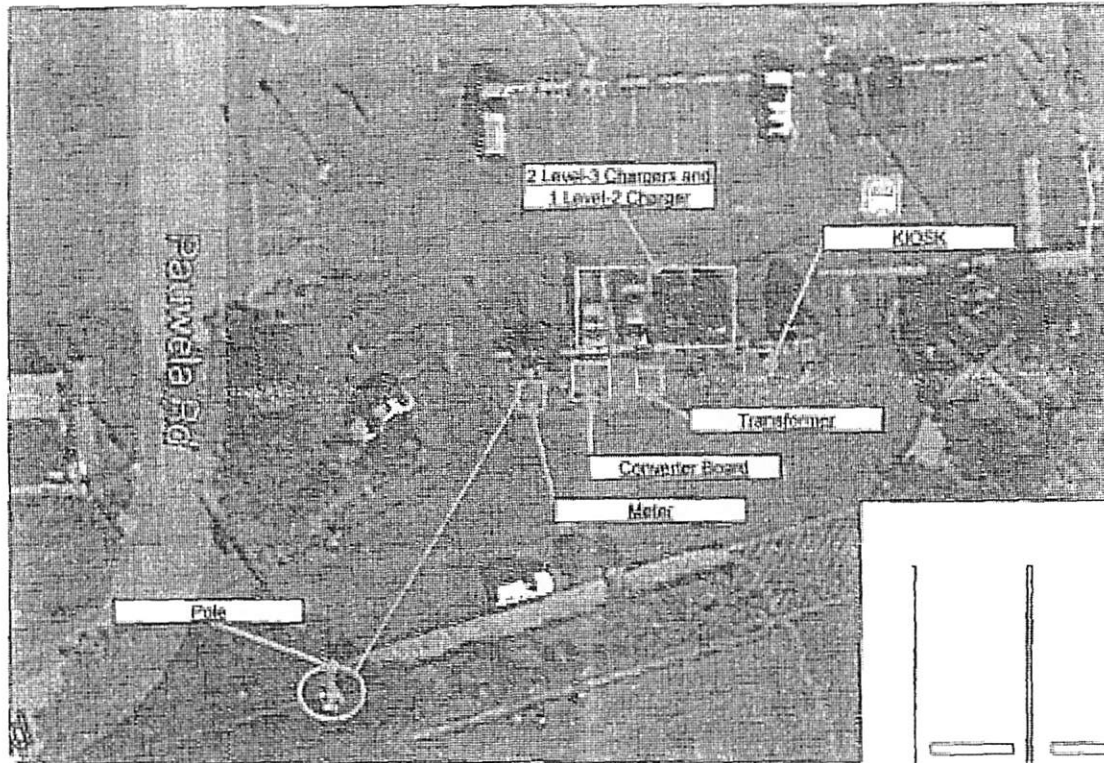 2 Level-3 Chargers and
1 Level-2 Charger
KIOSK
Pauwela Rd
Transformer
Converter Board
Meter
Pole